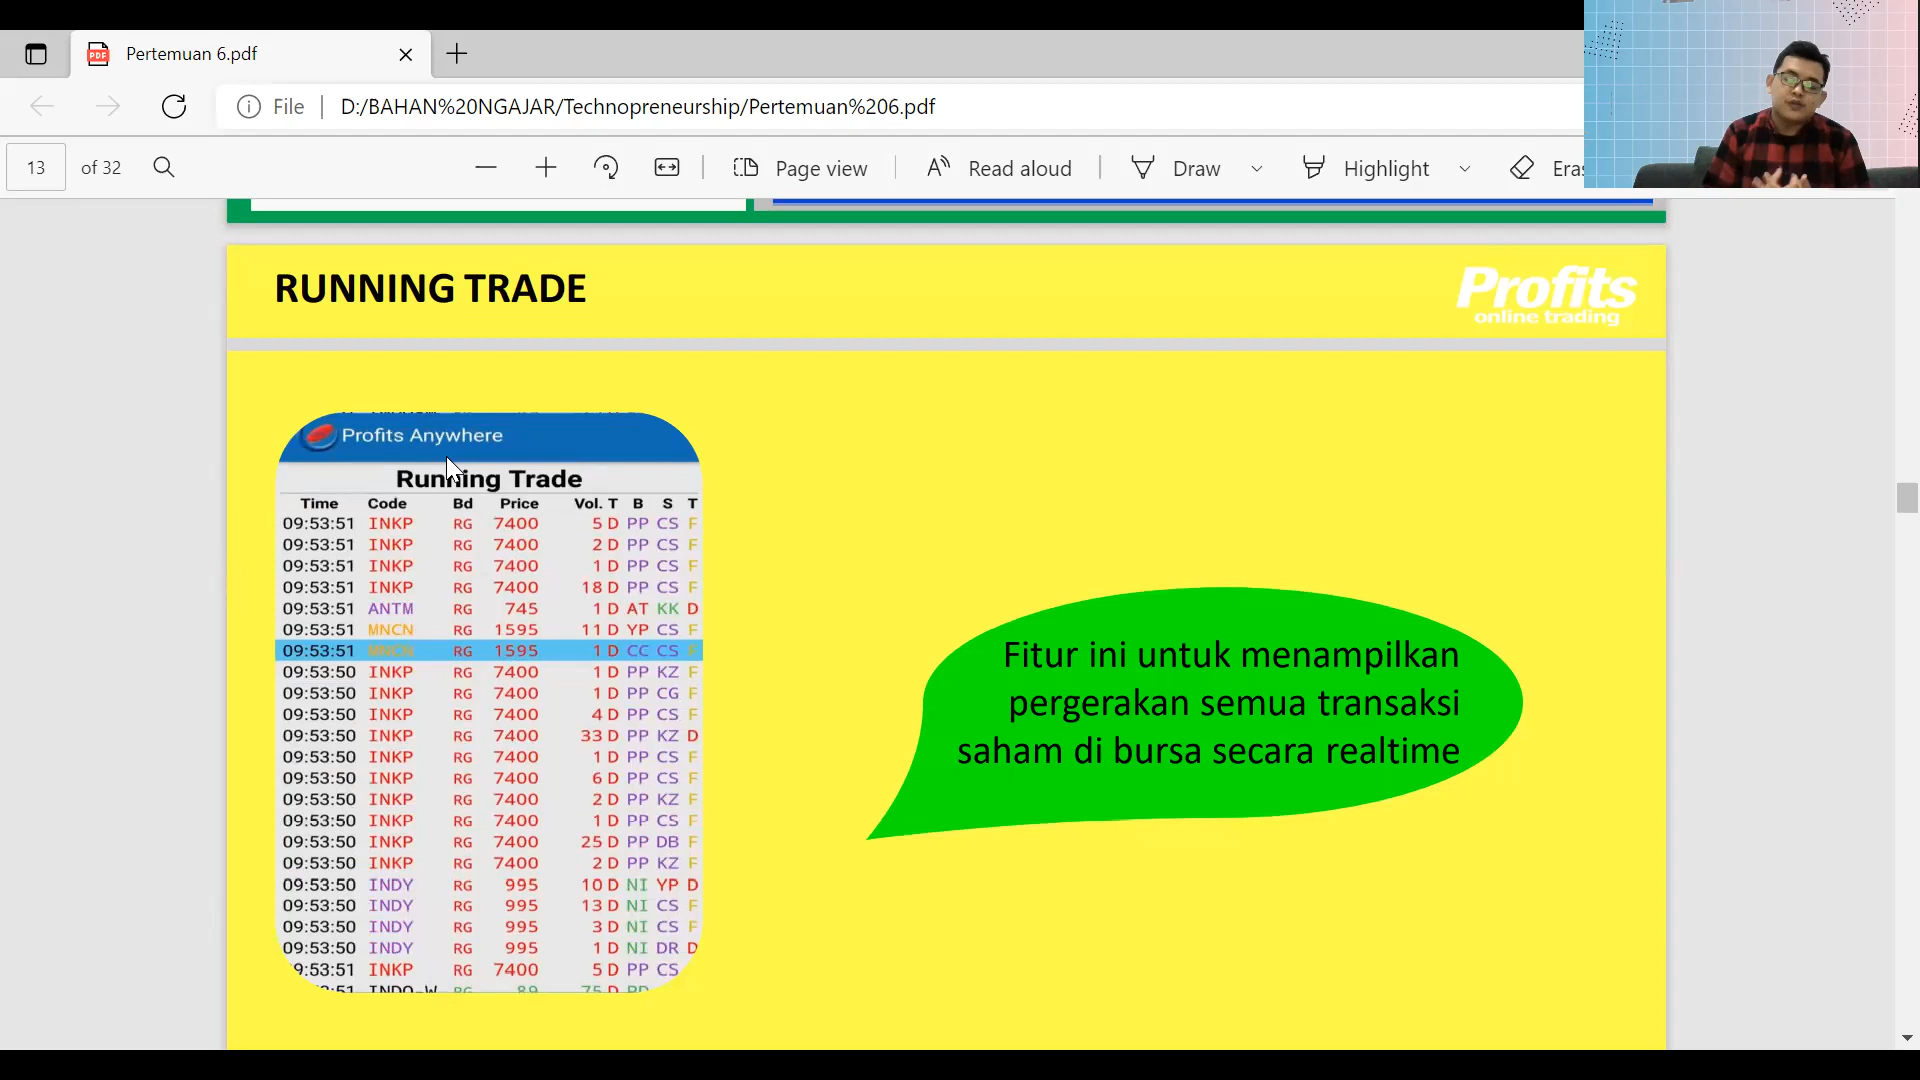 Pertemuan 6.pdf
File D:/BAHAN%20NGAJAR/Technopreneurship/Pertemuan%206.pdf
13 of 32 Page view Read aloud Draw Highlight
RUNNING TRADE
Profits
online trading
Profits Anywhere
Running Trade
Time Code Bd Price Vol. T B S T
09:53:51 INKP RG 7400 5 D PP CS F
09:53:51 INKP RG 7400 2 D PP CS F
09:53:51 INKP RG 7400 1 D PP CS F
09:53:51 INKP RG 7400 18 D PP CS F
09:53:51 ANTM RG 745 1 D AT KK D
09:53:51 MNCN RG 1595 11 D YP CS F
09:53:51 MNCN RG 1595 1 D CC CS F
09:53:50 INKP RG 7400 1 D PP KZ F
09:53:50 INKP RG 7400 1 D PP CG F
09:53:50 INKP RG 7400 4 D PP CS F
09:53:50 INKP RG 7400 33 D PP KZ D
09:53:50 INKP RG 7400 1 D PP CS F
09:53:50 INKP RG 7400 6 D PP CS F
09:53:50 INKP RG 7400 2 D PP KZ F
09:53:50 INKP RG 7400 1 D PP CS F
09:53:50 INKP RG 7400 25 D PP DB F
09:53:50 INKP RG 7400 2 D PP KZ F
09:53:50 INDY RG 995 10 D NI YP D
09:53:50 INDY RG 995 13 D NI CS F
09:53:50 INDY RG 995 3 D NI CS F
09:53:50 INDY RG 995 1 D NI DR D
9:53:51 INKP RG 7400 5 D PP CS
Fitur ini untuk menampilkan
pergerakan semua transaksi
saham di bursa secara realtime